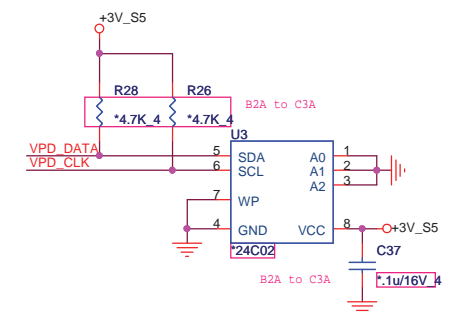 +3V_S5
R28
R26
*4.7K_4
*4.7K_4
B2A to C3A
U3
VPD_DATA
VPD_CLK
5
SDA
A0
1
6
SCL
A1
2
A2
3
7
WP
4
GND
VCC
8
+3V_S5
*24C02
C37
B2A to C3A
*.1u/16V_4